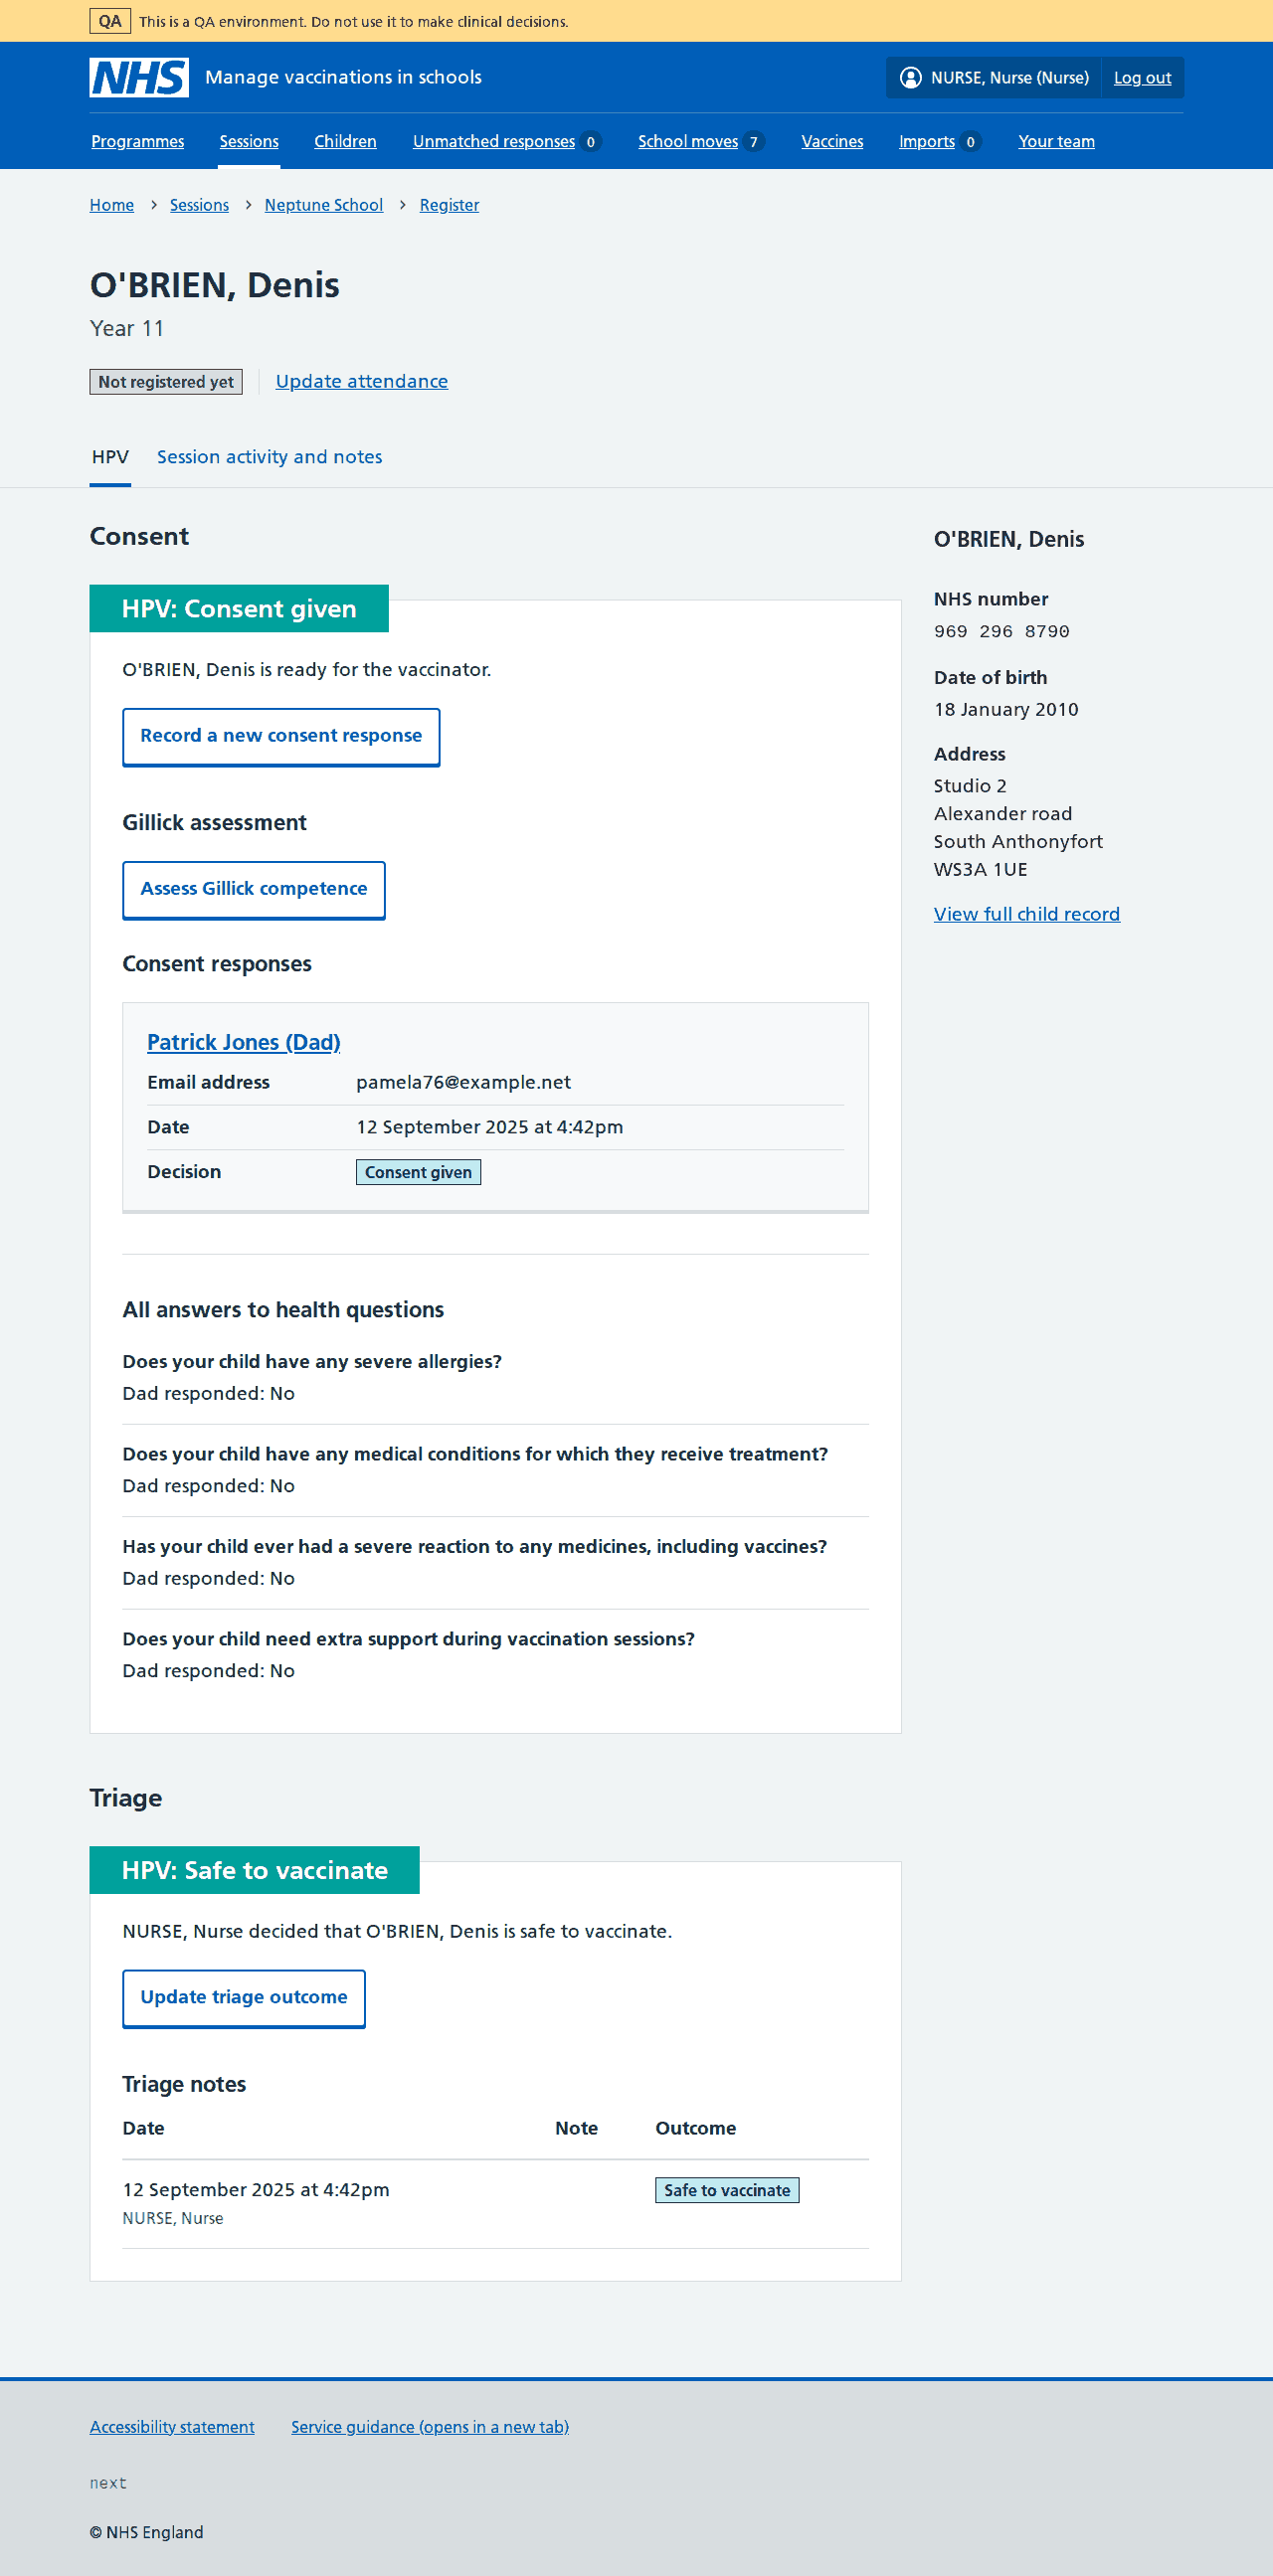 QA This is a QA environment. Do not use it to make clinical decisions.
NHS Manage vaccinations in schools NURSE, Nurse (Nurse) Log out
Programmes Sessions Children Unmatched responses 0 School moves 7 Vaccines Imports 0 Your team
Home > Sessions > Neptune School > Register
O'BRIEN, Denis
Year 11
Not registered yet Update attendance
HPV Session activity and notes
Consent
HPV: Consent given
O'BRIEN, Denis is ready for the vaccinator.
Record a new consent response
Gillick assessment
Assess Gillick competence
Consent responses
Patrick Jones (Dad)
Email address pamela76@example.net
Date 12 September 2025 at 4:42pm
Decision Consent given
All answers to health questions
Does your child have any severe allergies?
Dad responded: No
Does your child have any medical conditions for which they receive treatment?
Dad responded: No
Has your child ever had a severe reaction to any medicines, including vaccines?
Dad responded: No
Does your child need extra support during vaccination sessions?
Dad responded: No
O'BRIEN, Denis
NHS number
969 296 8790
Date of birth
18 January 2010
Address
Studio 2
Alexander road
South Anthonyfort
WS3A 1UE
View full child record
Triage
HPV: Safe to vaccinate
NURSE, Nurse decided that O'BRIEN, Denis is safe to vaccinate.
Update triage outcome
Triage notes
Date Note Outcome
12 September 2025 at 4:42pm Safe to vaccinate
NURSE, Nurse
Accessibility statement Service guidance (opens in a new tab)
next
© NHS England